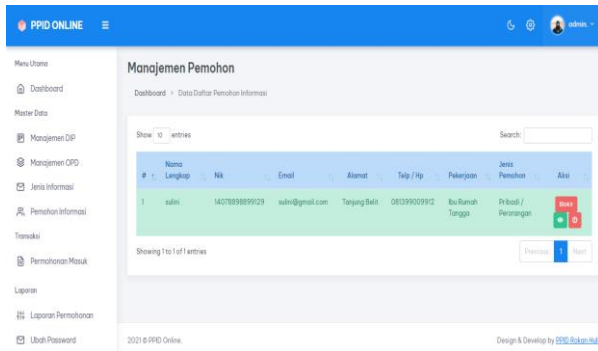 PPID ONLINE
admin.
Menu Utama
Dashboard
Master Data
Manajemen DIP
Manajemen OPD
Jenis Informasi
Pemohon Informasi
Transaksi
Permohonan Masuk
Laporan
Laporan Permohonan
Ubah Password
Manajemen Pemohon
Dashboard > Data Daftar Pemohon Informasi
Show 10 entries
Search:
# Nama Lengkap Nik Email Alamat Telp / Hp Pekerjaan Jenis Pemohon Aksi
1 sulini 14078898899129 sulini@gmail.com Tanjung Belit 081399009912 Ibu Rumah Tangga Pribadi / Perorangan Blokir
Showing 1 to 1 of 1 entries
Previous 1 Next
2021 © PPID Online.
Design & Develop by PPID Rokan Hul